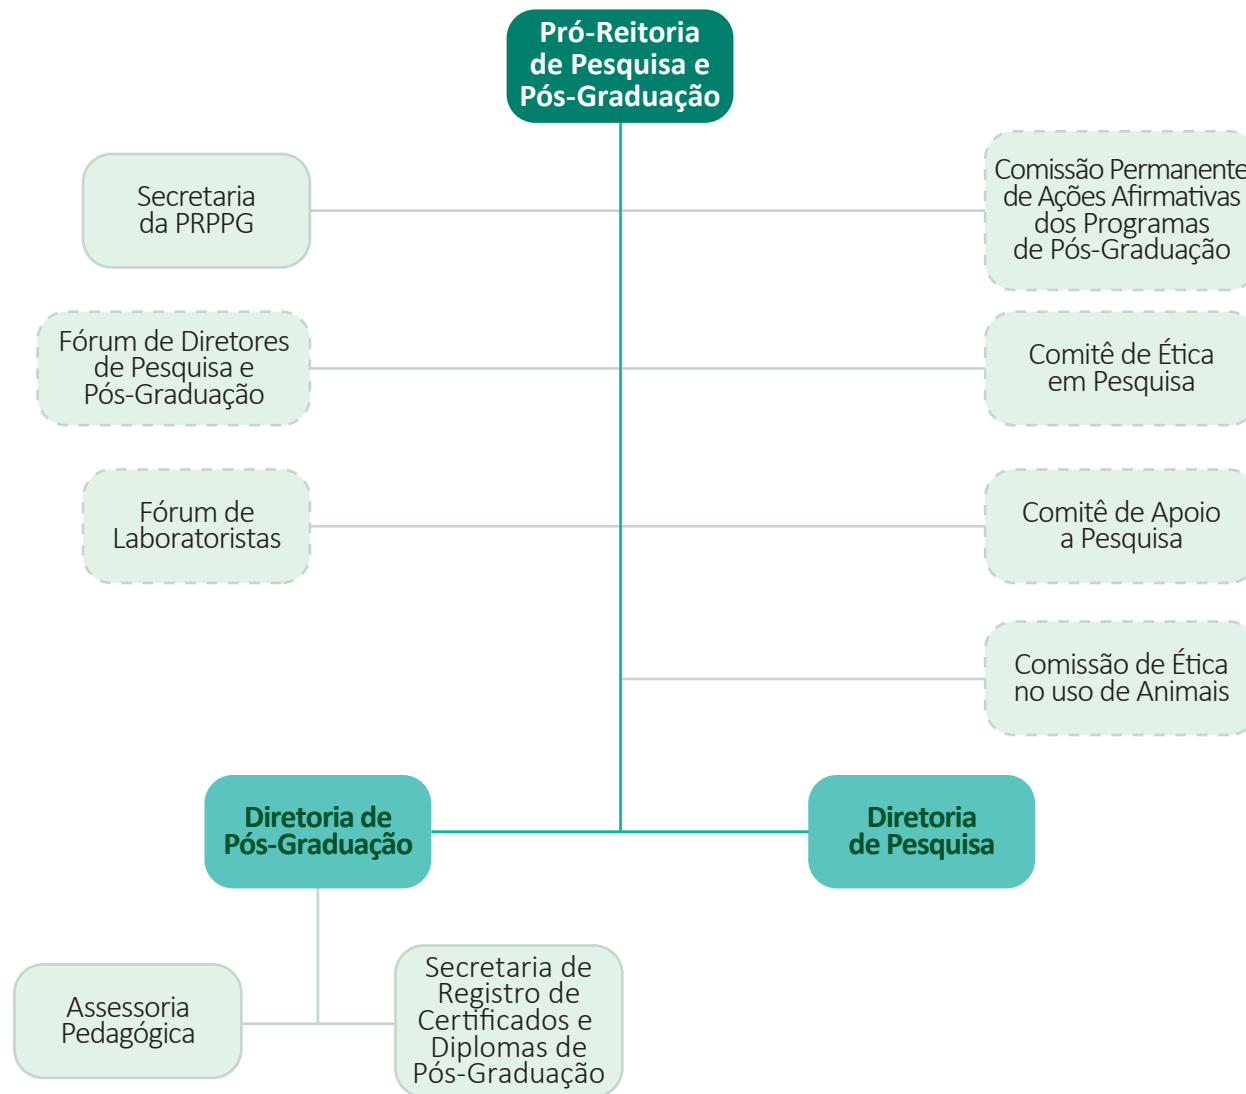 Pró-Reitoria
de Pesquisa e
Pós-Graduação
Secretaria
da PRPPG
Comissão Permanente
de Ações Afirmativas
dos Programas
de Pós-Graduação
Fórum de Diretores
de Pesquisa e
Pós-Graduação
Comitê de Ética
em Pesquisa
Fórum de
Laboratoristas
Comitê de Apoio
a Pesquisa
Comissão de Ética
no uso de Animais
Diretoria de
Pós-Graduação
Diretoria
de Pesquisa
Assessoria
Pedagógica
Secretaria de
Registro de
Certificados e
Diplomas de
Pós-Graduação